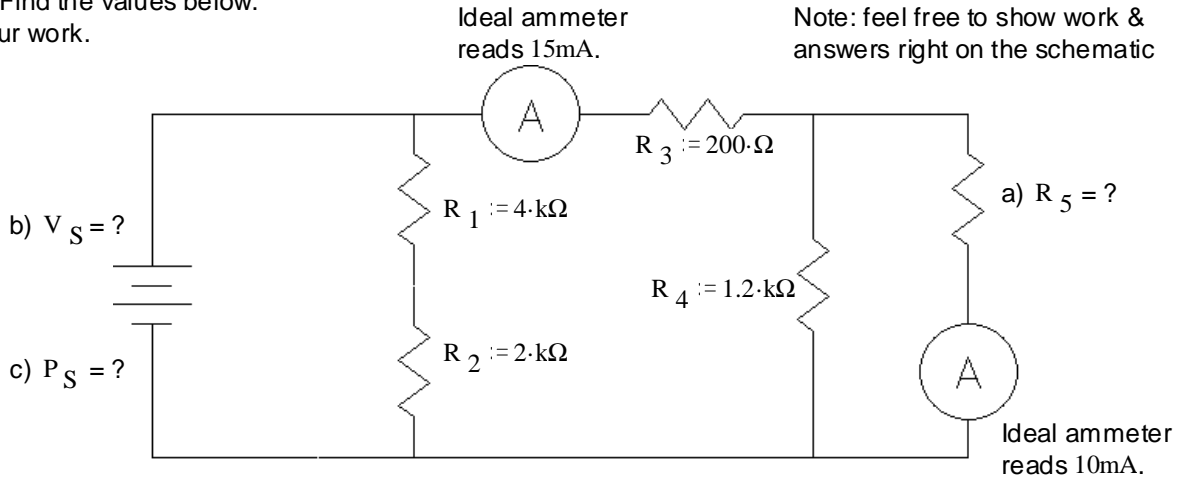 Find the values below.
ur work.
Ideal ammeter
reads 15mA.
Note: feel free to show work &
answers right on the schematic
A
R 3 := 200·Ω
R 1 := 4·kΩ
a) R 5 = ?
b) V S = ?
R 4 := 1.2·kΩ
R 2 := 2·kΩ
c) P S = ?
A
Ideal ammeter
reads 10mA.